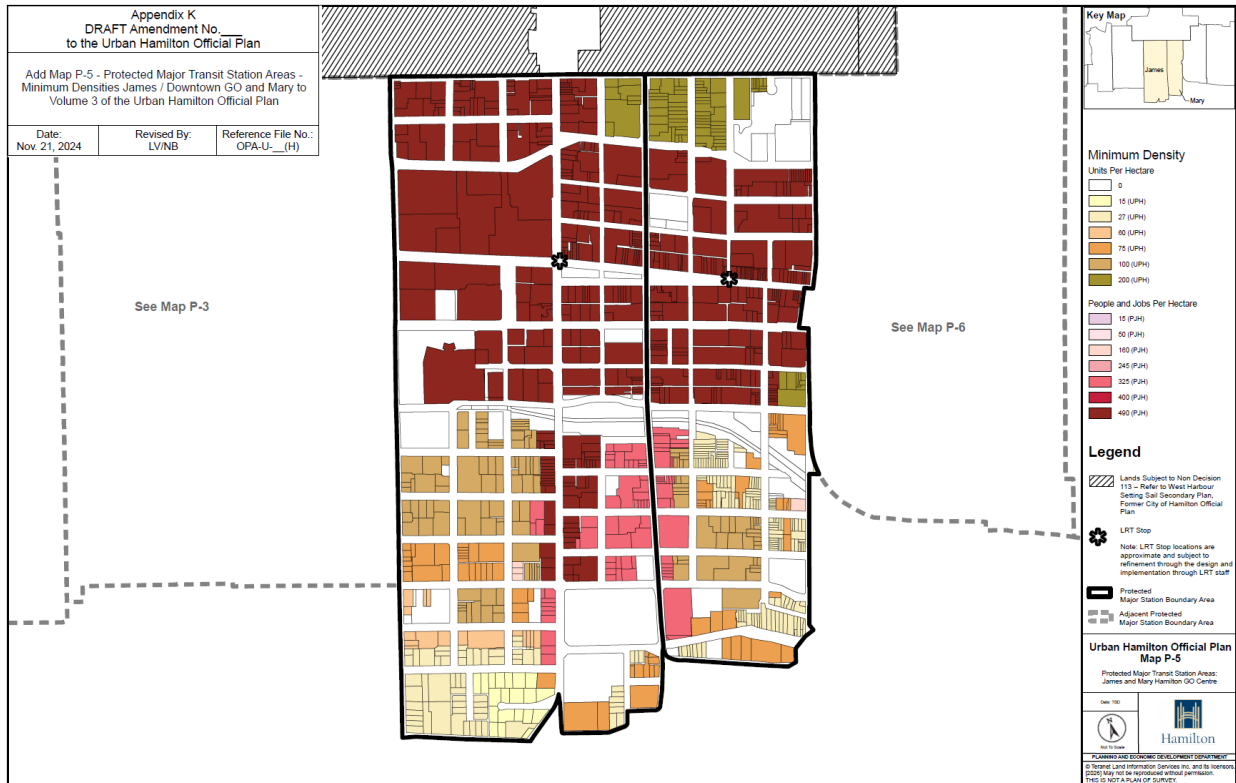 Appendix K
DRAFT Amendment No.___
to the Urban Hamilton Official Plan
Add Map P-5 - Protected Major Transit Station Areas -
Minimum Densities James / Downtown GO and Mary to
Volume 3 of the Urban Hamilton Official Plan
Date:
Nov. 21, 2024
Revised By:
LV/NB
Reference File No.:
OPA-U-__(H)
See Map P-3
See Map P-6
Key Map
James
Mary
Minimum Density
Units Per Hectare
0
15 (UPH)
27 (UPH)
60 (UPH)
75 (UPH)
100 (UPH)
200 (UPH)
People and Jobs Per Hectare
15 (PJH)
50 (PJH)
160 (PJH)
245 (PJH)
325 (PJH)
400 (PJH)
490 (PJH)
Legend
Lands Subject to Non Decision
113 – Refer to West Harbour
Setting Sail Secondary Plan,
Former City of Hamilton Official
Plan
LRT Stop
Note: LRT Stop locations are
approximate and subject to
refinement through the design and
implementation through LRT staff
Protected
Major Station Boundary Area
Adjacent Protected
Major Station Boundary Area
Urban Hamilton Official Plan
Map P-5
Protected Major Transit Station Areas:
James and Mary Hamilton GO Centre
Date: TBD
N
Not To Scale
Hamilton
PLANNING AND ECONOMIC DEVELOPMENT DEPARTMENT
© Teranet Land Information Services Inc. and its licensors.
[2026] May not be reproduced without permission.
THIS IS NOT A PLAN OF SURVEY.